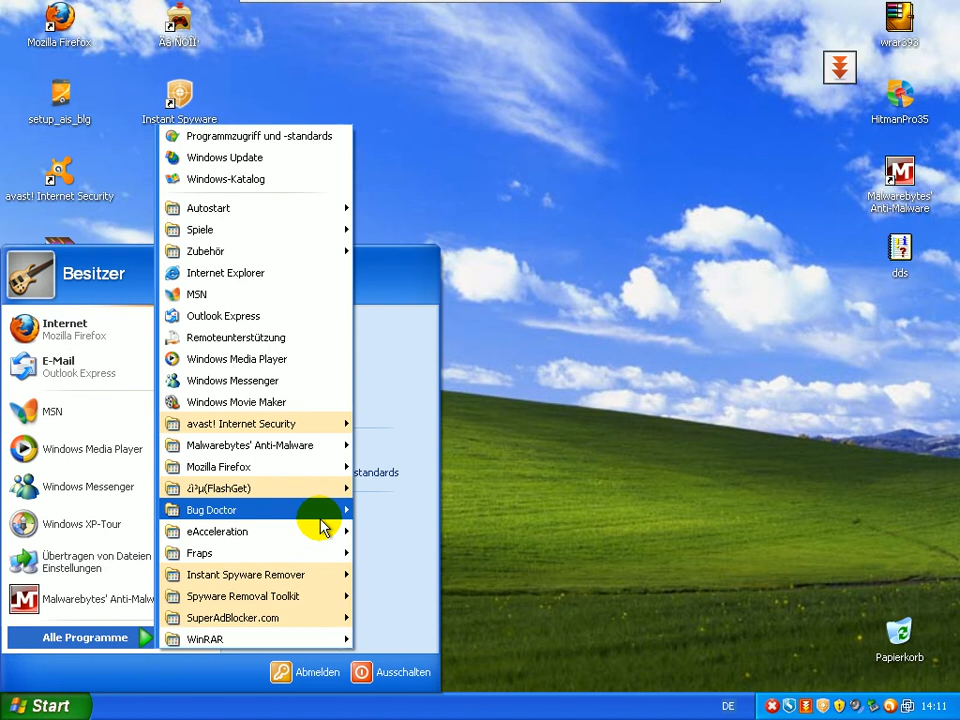 Mozilla Firefox
Äã ÑÖÎï·
wrar393
setup_ais_blg
Instant Spyware
HitmanPro35
avast! Internet Security
Malwarebytes' Anti-Malware
dds
Papierkorb
Besitzer
Internet
Mozilla Firefox
E-Mail
Outlook Express
MSN
Windows Media Player
Windows Messenger
Windows XP-Tour
Übertragen von Dateien
Einstellungen
Malwarebytes' Anti-Malw
Alle Programme
Programmzugriff und -standards
Windows Update
Windows-Katalog
Autostart
Spiele
Zubehör
Internet Explorer
MSN
Outlook Express
Remoteunterstützung
Windows Media Player
Windows Messenger
Windows Movie Maker
avast! Internet Security
Malwarebytes' Anti-Malware
Mozilla Firefox
¿ì³µ(FlashGet)
Bug Doctor
eAcceleration
Fraps
Instant Spyware Remover
Spyware Removal Toolkit
SuperAdBlocker.com
WinRAR
standards
Abmelden
Ausschalten
Start
DE
14:11